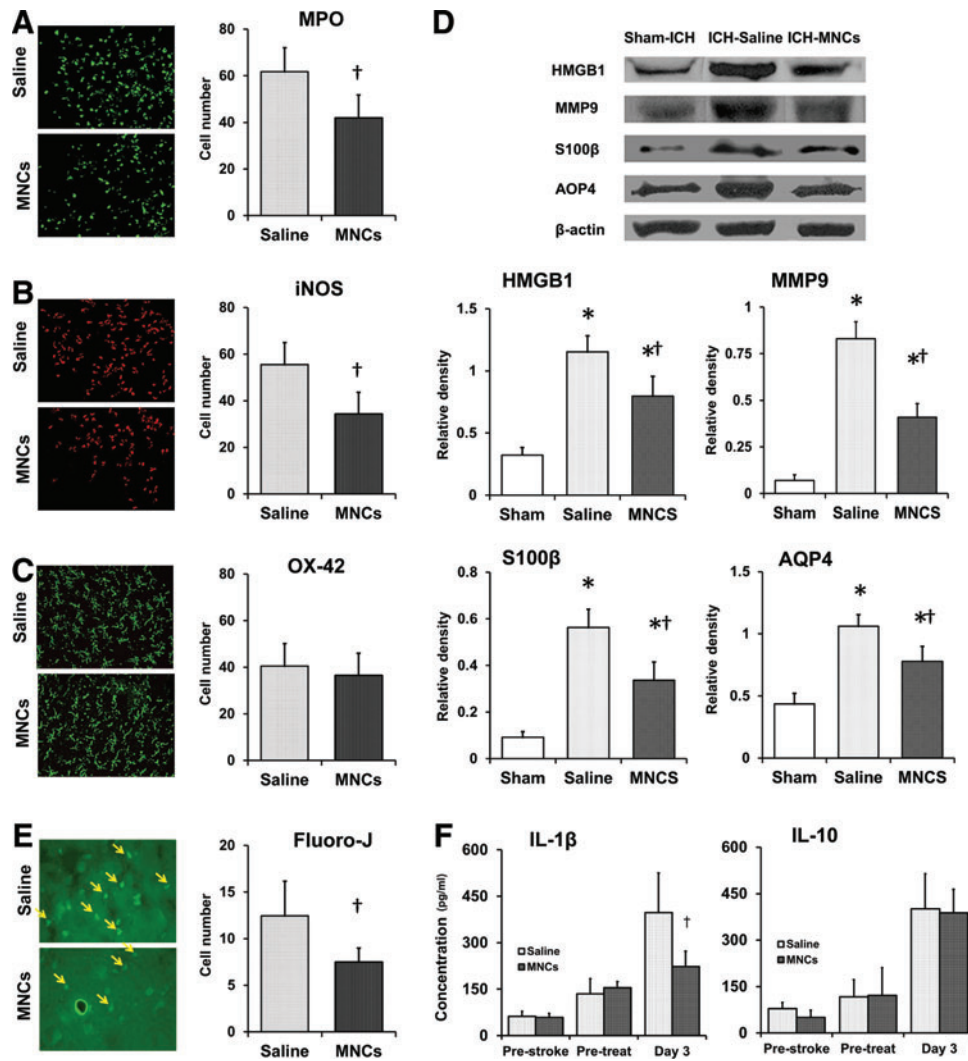 A
MPO
Saline
MNCs
Cell number
80
60
40
20
0
Saline MNCs
†
B
iNOS
Saline
MNCs
Cell number
80
60
40
20
0
Saline MNCs
†
C
OX-42
Saline
MNCs
Cell number
80
60
40
20
0
Saline MNCs
D
Sham-ICH ICH-Saline ICH-MNCs
HMGB1
MMP9
S100β
AOP4
β-actin
HMGB1
Relative density
1.5
1
0.5
0
Sham Saline MNCS
*
*†
MMP9
Relative density
1
0.75
0.5
0.25
0
Sham Saline MNCS
*
*†
S100β
Relative density
0.6
0.4
0.2
0
Sham Saline MNCS
*
*†
AQP4
Relative density
1.5
1
0.5
0
Sham Saline MNCS
*
*†
E
Fluoro-J
Saline
MNCs
Cell number
20
15
10
5
0
Saline MNCs
†
F
IL-1β
Concentration (pg/ml)
600
450
300
150
0
Saline
MNCs
†
Pre-stroke Pre-treat Day 3
IL-10
600
450
300
150
0
Saline
MNCs
Pre-stroke Pre-treat Day 3